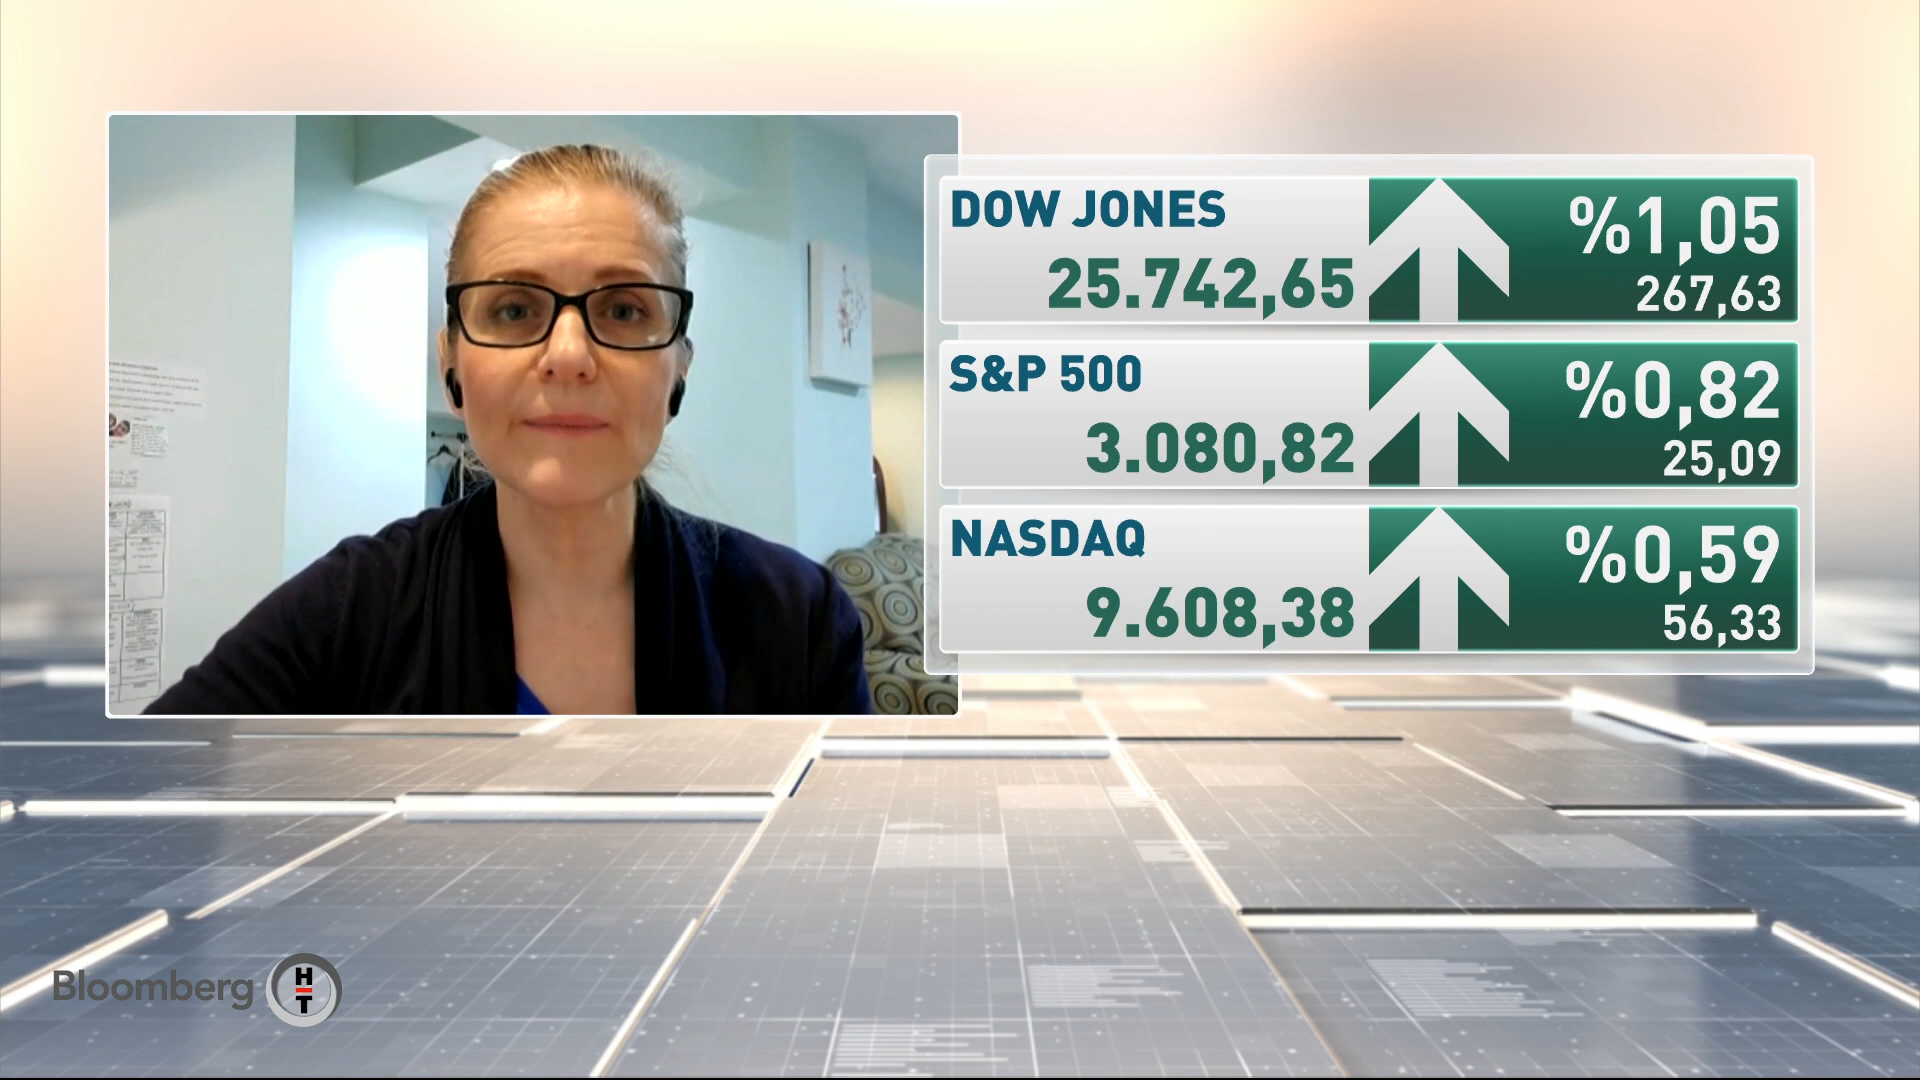 DOW JONES
25.742,65
%1,05
267,63
S&P 500
3.080,82
%0,82
25,09
NASDAQ
9.608,38
%0,59
56,33
Bloomberg HT